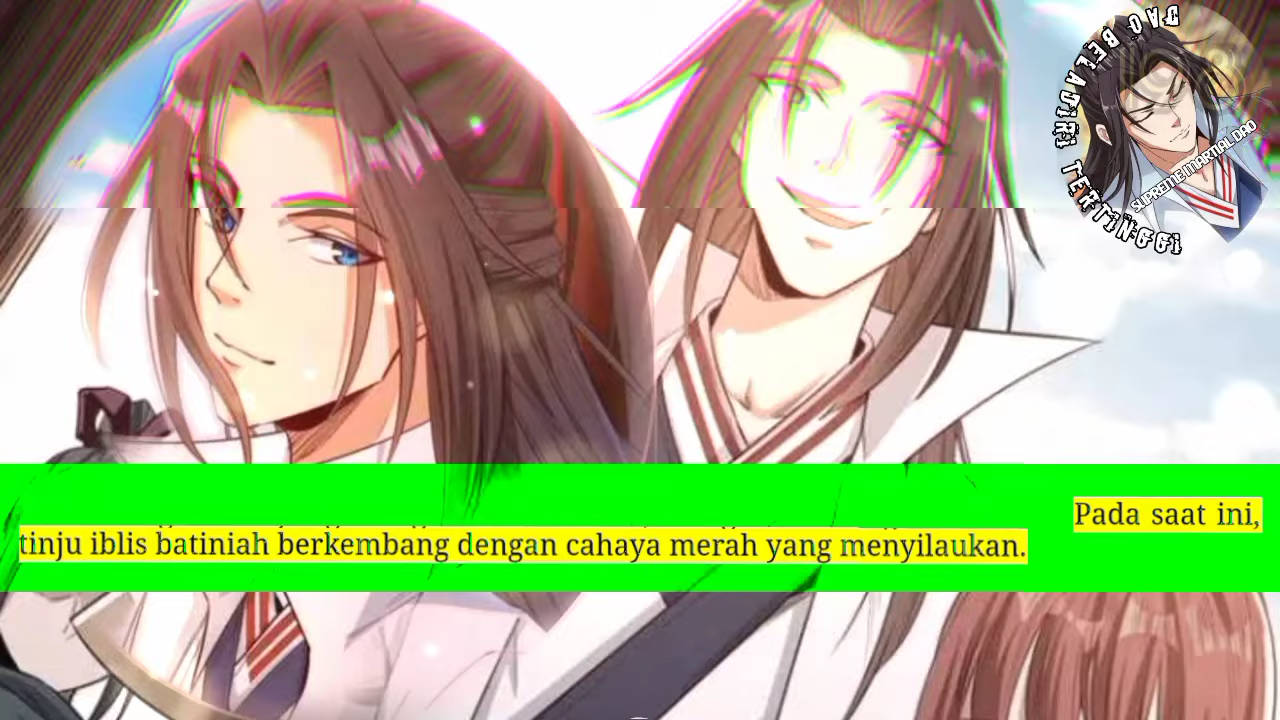 DAO BELADIRI TERTINGGI
SUPREME MARTIAL DAO
Pada saat ini,
tinju iblis batiniah berkembang dengan cahaya merah yang menyilaukan.